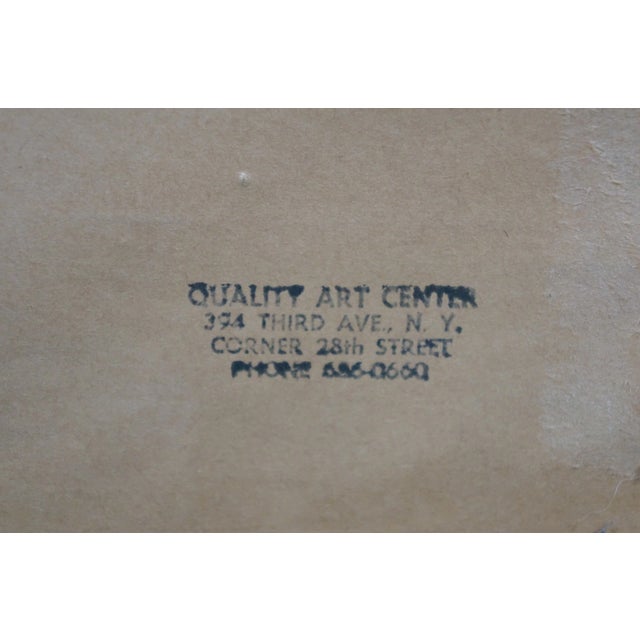 QUALITY ART CENTER
394 THIRD AVE., N. Y.
CORNER 28th STREET
PHONE 686-0660